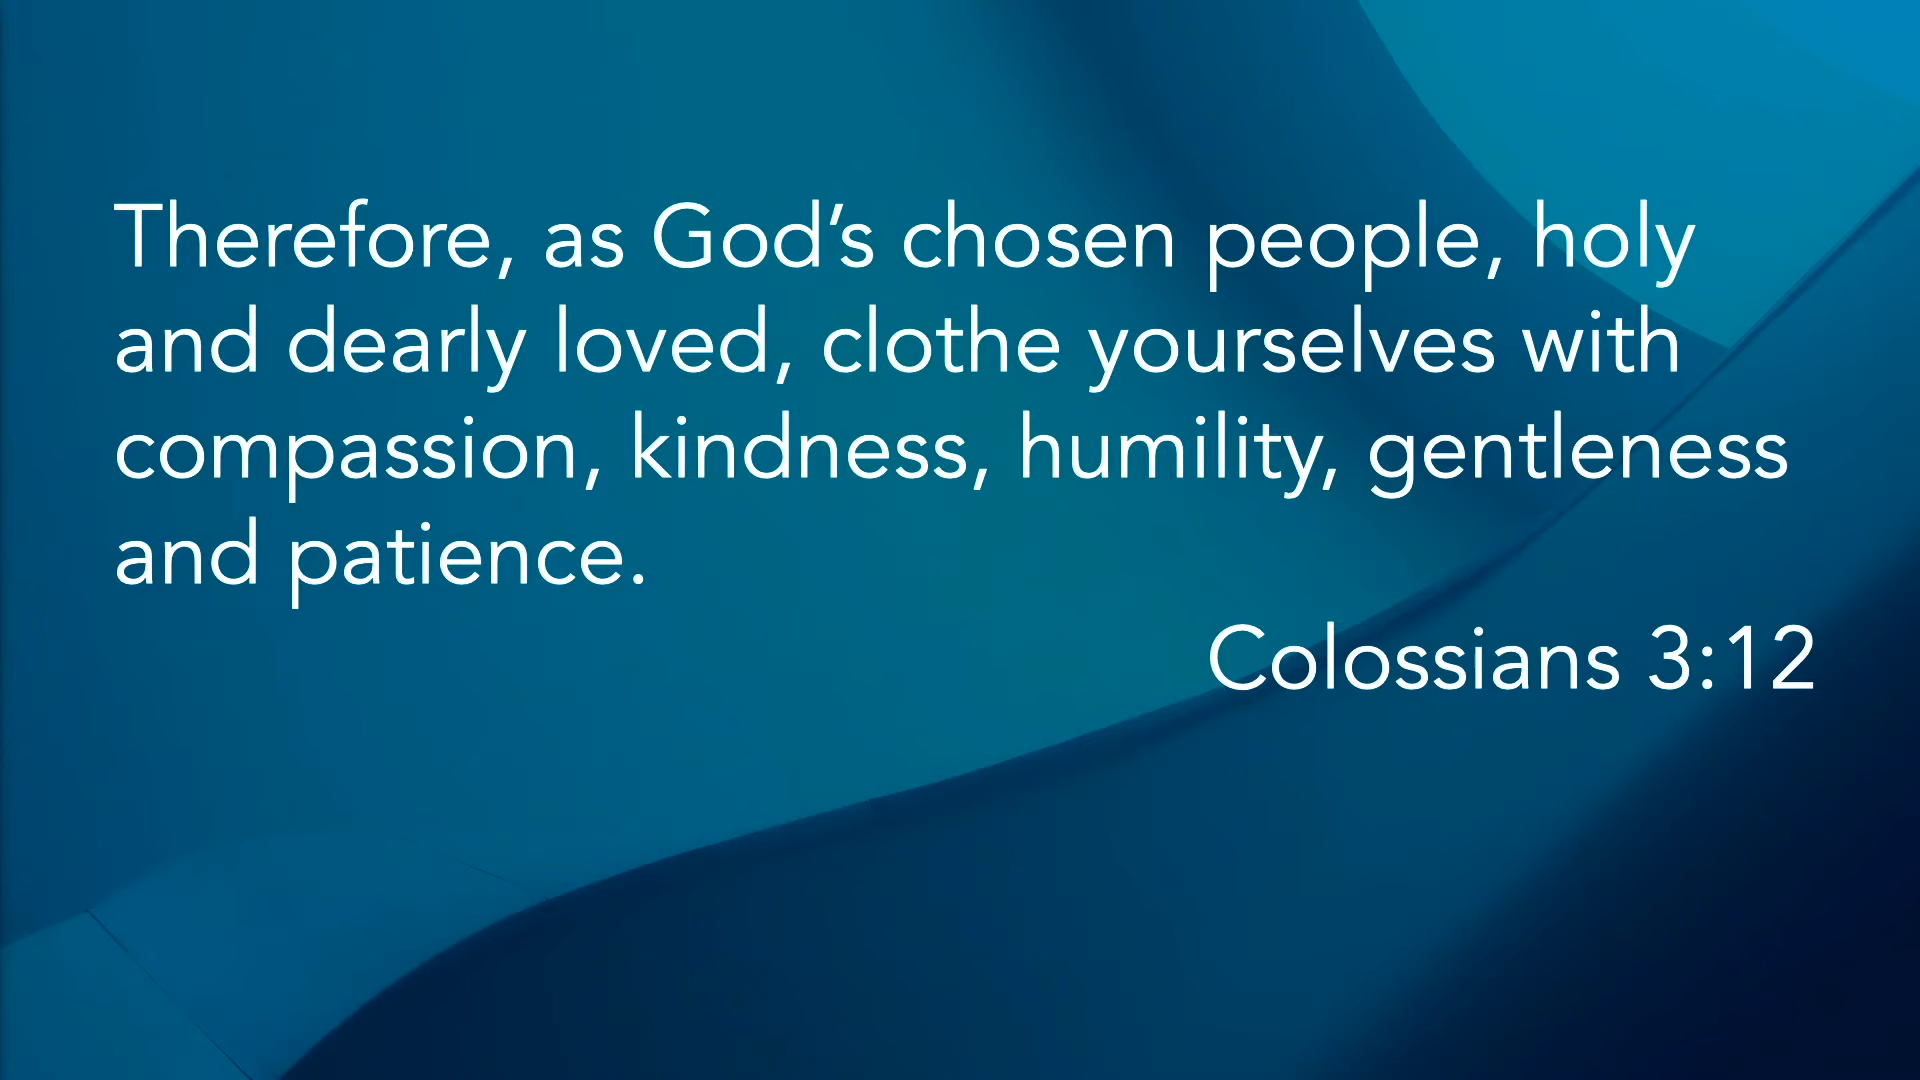 Therefore, as God’s chosen people, holy
and dearly loved, clothe yourselves with
compassion, kindness, humility, gentleness
and patience.
Colossians 3:12